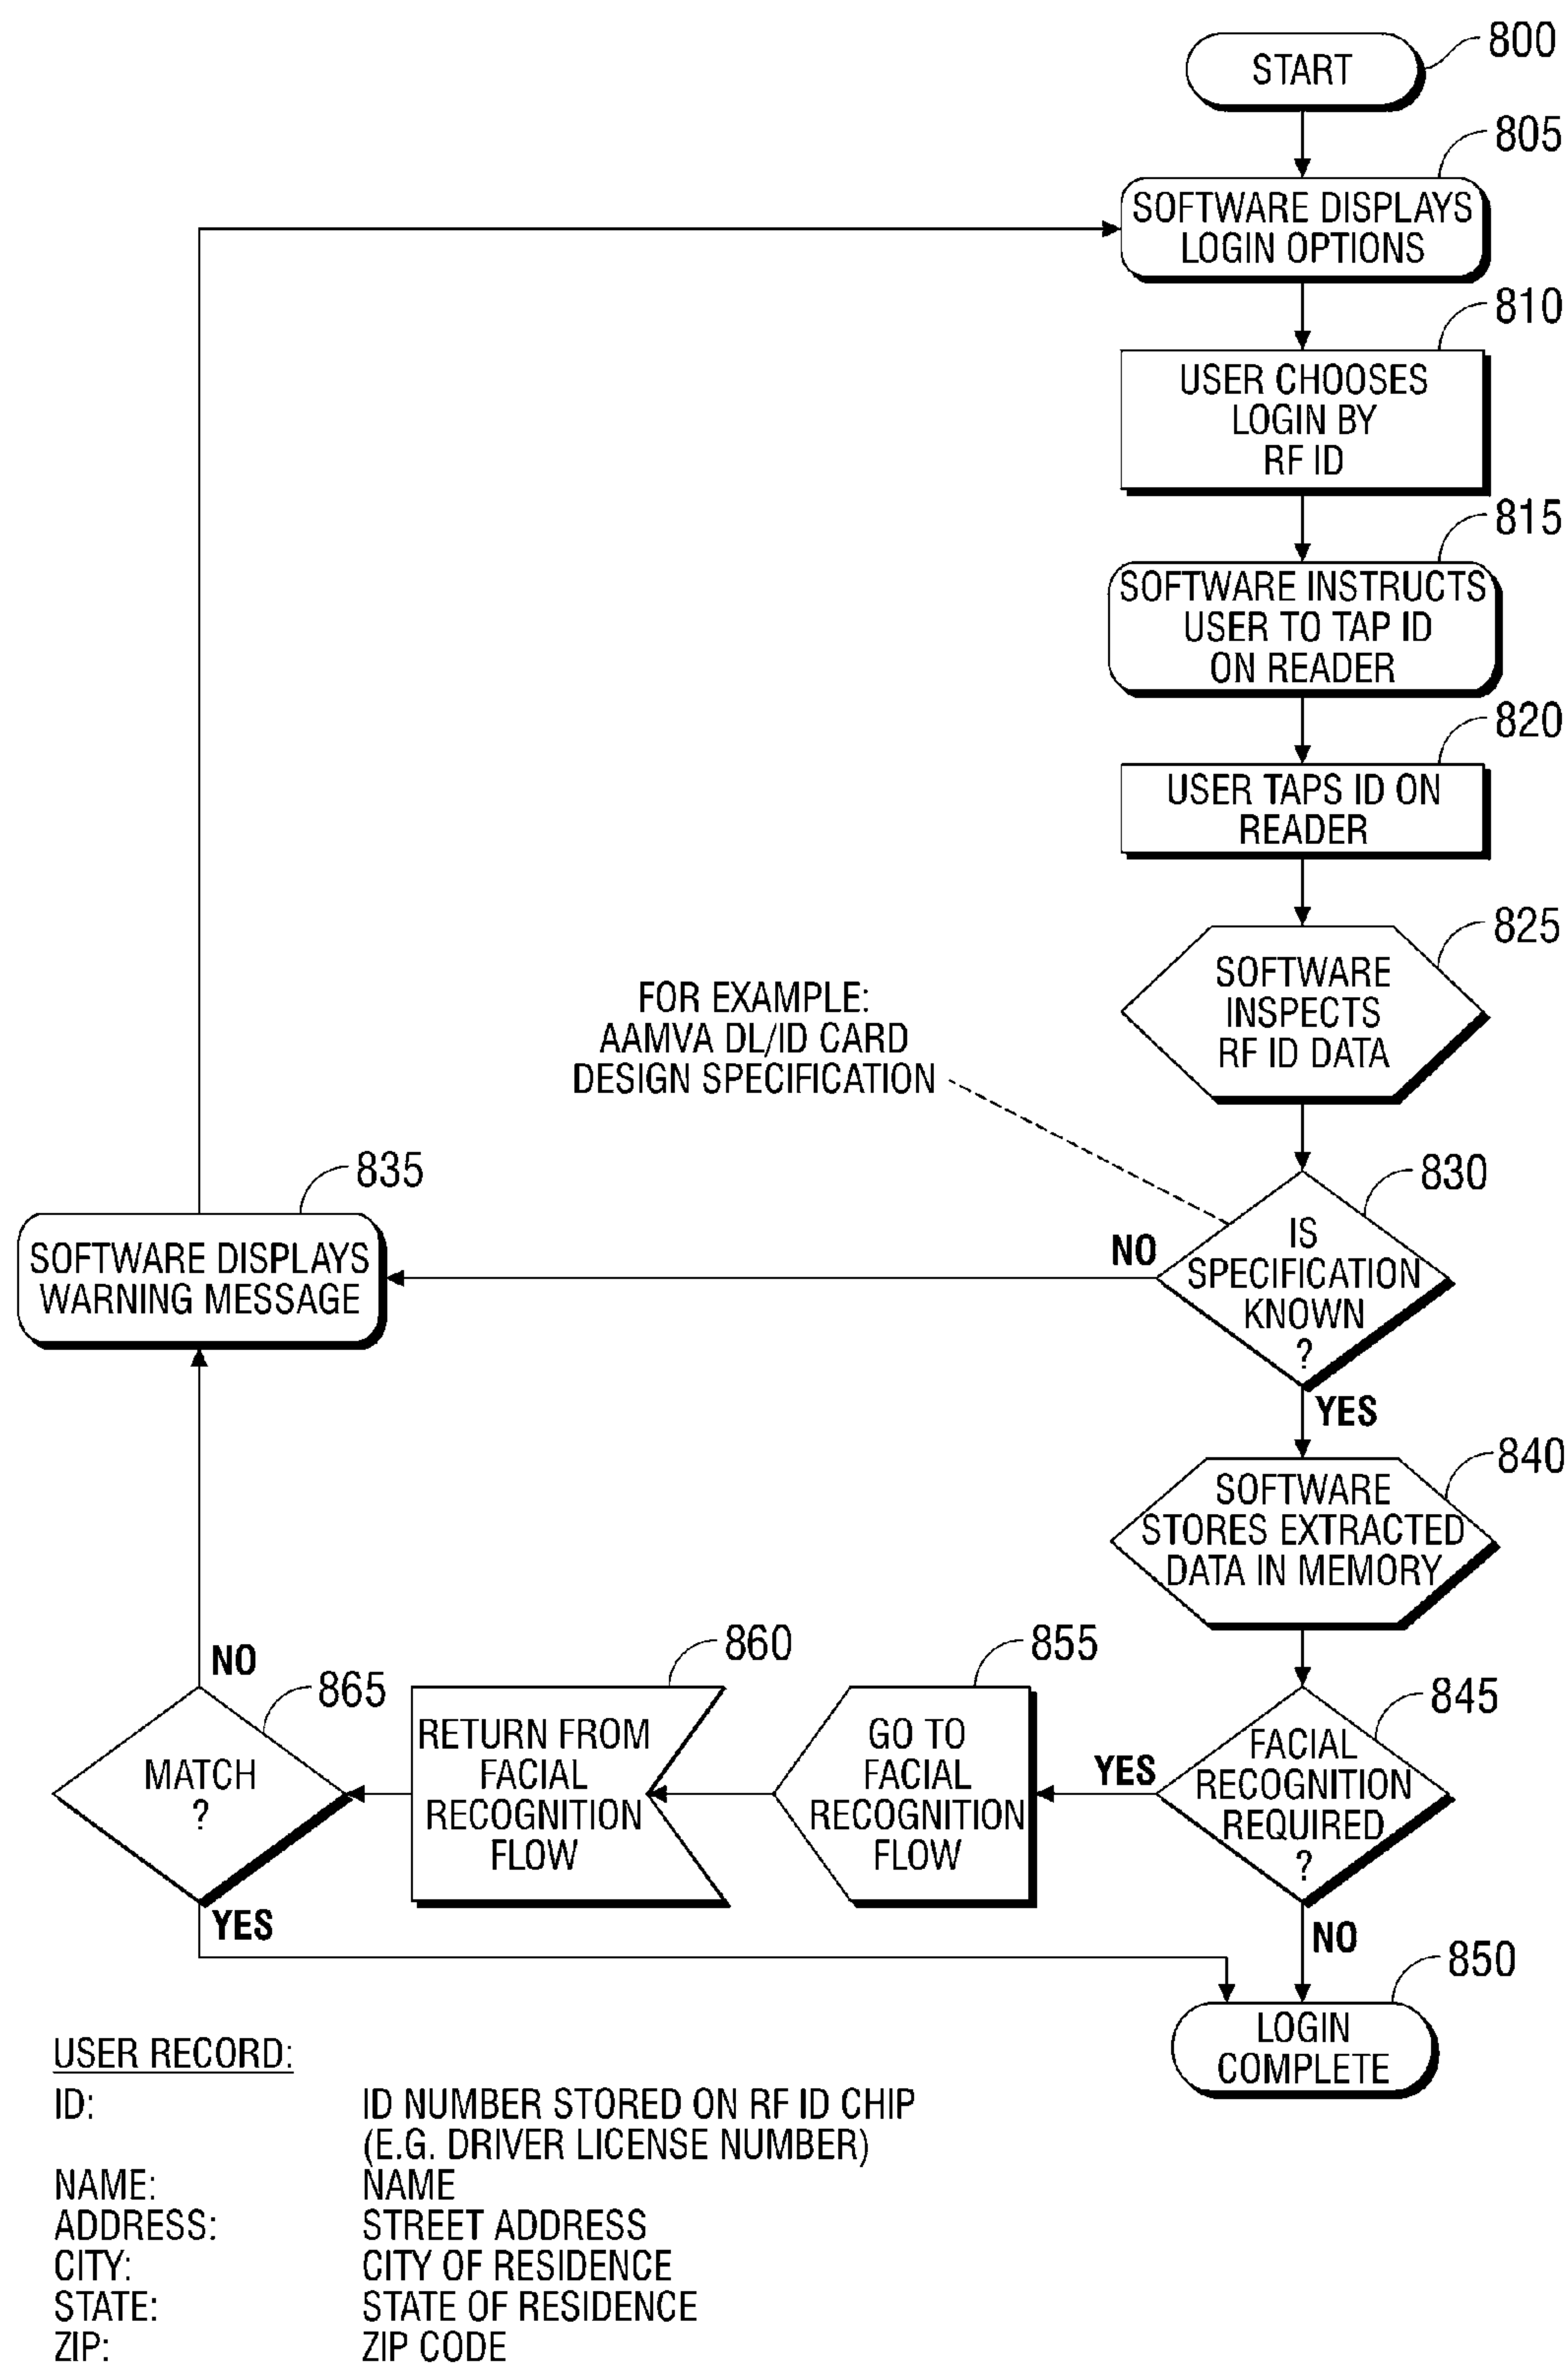 800
START
805
SOFTWARE DISPLAYS
LOGIN OPTIONS
810
USER CHOOSES
LOGIN BY
RF ID
815
SOFTWARE INSTRUCTS
USER TO TAP ID
ON READER
820
USER TAPS ID ON
READER
825
SOFTWARE
INSPECTS
RF ID DATA
FOR EXAMPLE:
AAMVA DL/ID CARD
DESIGN SPECIFICATION
830
IS
SPECIFICATION
KNOWN
?
NO
YES
835
SOFTWARE DISPLAYS
WARNING MESSAGE
840
SOFTWARE
STORES EXTRACTED
DATA IN MEMORY
845
FACIAL
RECOGNITION
REQUIRED
?
YES
NO
855
GO TO
FACIAL
RECOGNITION
FLOW
860
RETURN FROM
FACIAL
RECOGNITION
FLOW
865
MATCH
?
NO
YES
850
LOGIN
COMPLETE
USER RECORD:
ID: ID NUMBER STORED ON RF ID CHIP
(E.G. DRIVER LICENSE NUMBER)
NAME: NAME
ADDRESS: STREET ADDRESS
CITY: CITY OF RESIDENCE
STATE: STATE OF RESIDENCE
ZIP: ZIP CODE